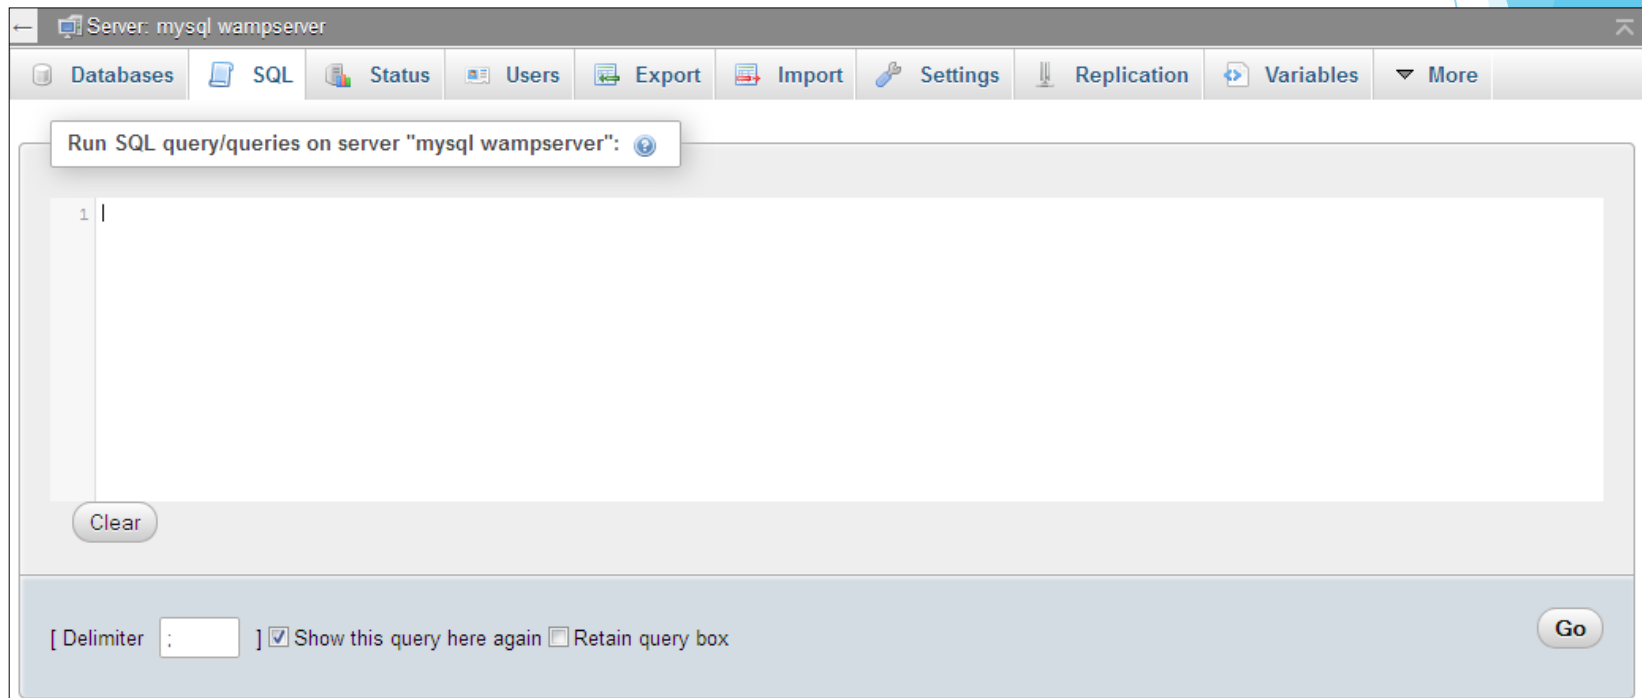 Server: mysql wampserver
Databases SQL Status Users Export Import Settings Replication Variables More
Run SQL query/queries on server "mysql wampserver":
1
Clear
[ Delimiter ; ] Show this query here again Retain query box
Go